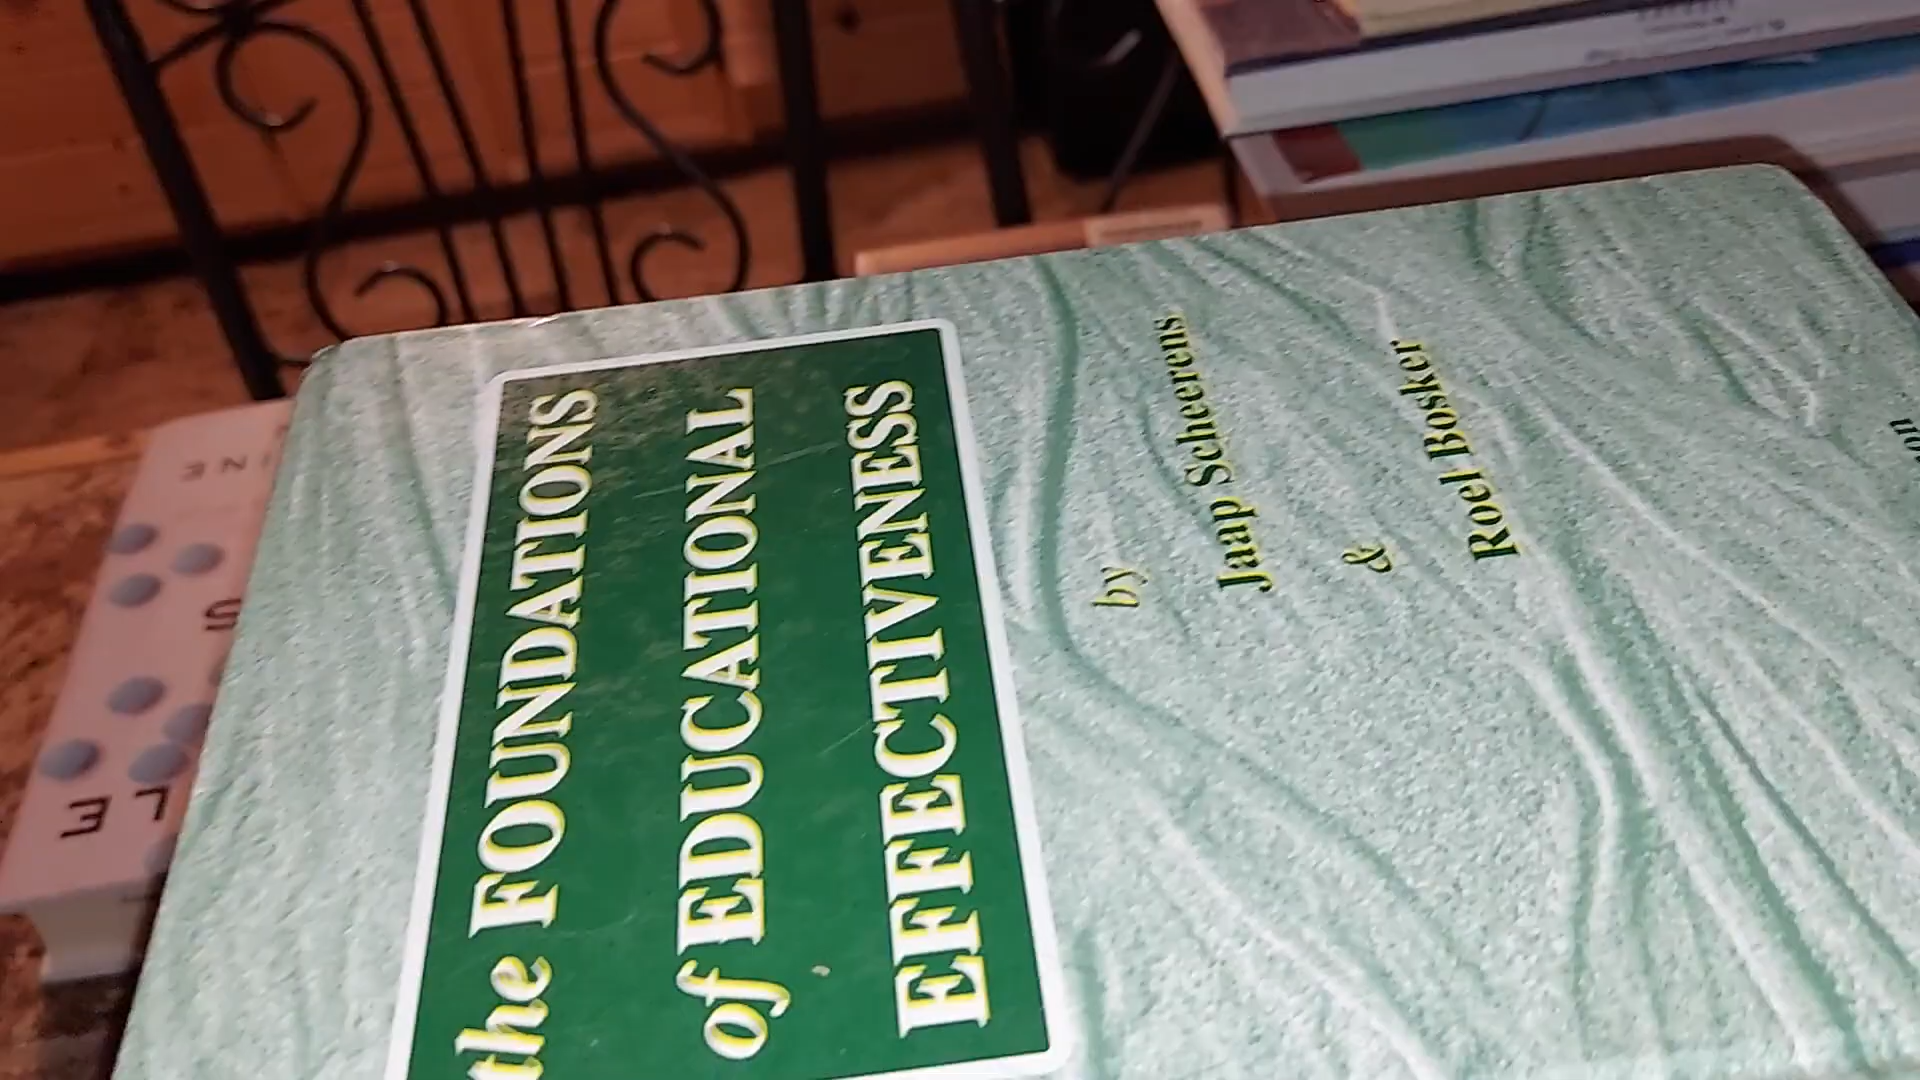 the FOUNDATIONS
of EDUCATIONAL
EFFECTIVENESS
by
Jaap Scheerens
&
Roel Bosker